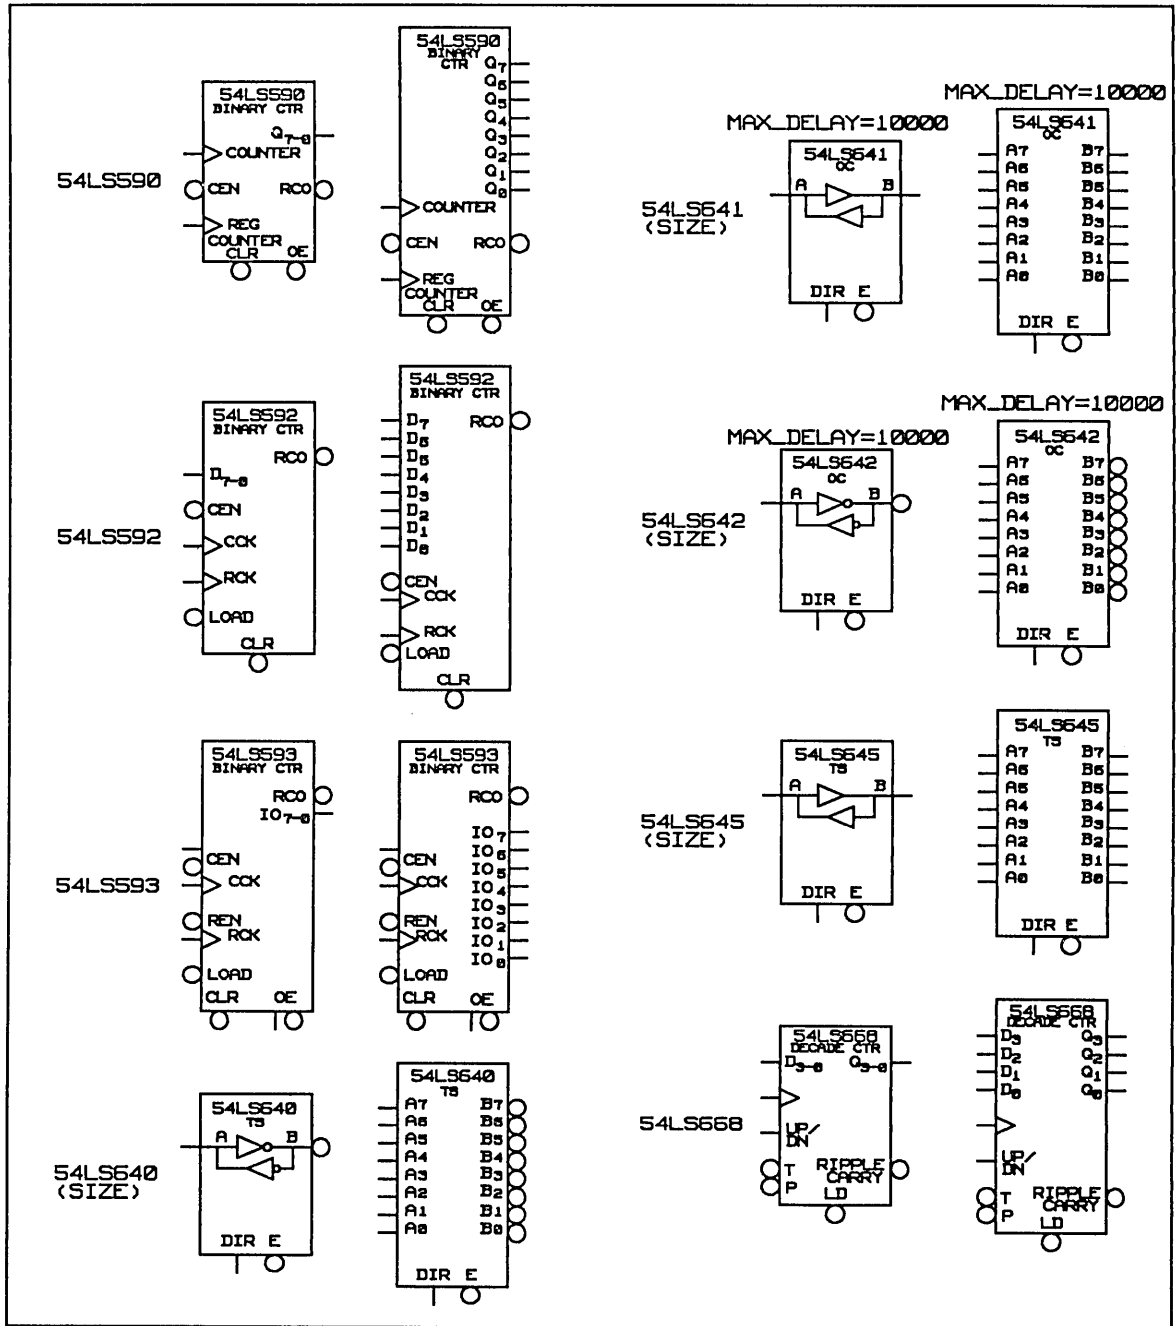 54LS590
54LS590
BINARY CTR
Q7-0
COUNTER
CEN RCO
REG
COUNTER
CLR OE
54LS590
BINARY
CTR
Q7
Q6
Q5
Q4
Q3
Q2
Q1
Q0
COUNTER
CEN RCO
REG
COUNTER
CLR OE
54LS592
54LS592
BINARY CTR
RCO
D7-0
CEN
CCK
RCK
LOAD
CLR
54LS592
BINARY CTR
D7 RCO
D6
D5
D4
D3
D2
D1
D0
CEN
CCK
RCK
LOAD
CLR
54LS593
54LS593
BINARY CTR
RCO
IO7-0
CEN
CCK
REN
RCK
LOAD
CLR OE
54LS593
BINARY CTR
RCO
IO7
CEN IO6
IO5
CCK IO4
IO3
REN IO2
RCK IO1
IO0
LOAD
CLR OE
54LS640
(SIZE)
54LS640
TS
A B
DIR E
54LS640
TS
A7 B7
A6 B6
A5 B5
A4 B4
A3 B3
A2 B2
A1 B1
A0 B0
DIR E
54LS641
(SIZE)
MAX_DELAY=10000
54LS641
OC
A B
DIR E
MAX_DELAY=10000
54LS641
OC
A7 B7
A6 B6
A5 B5
A4 B4
A3 B3
A2 B2
A1 B1
A0 B0
DIR E
54LS642
(SIZE)
MAX_DELAY=10000
54LS642
OC
A B
DIR E
MAX_DELAY=10000
54LS642
OC
A7 B7
A6 B6
A5 B5
A4 B4
A3 B3
A2 B2
A1 B1
A0 B0
DIR E
54LS645
(SIZE)
54LS645
TS
A B
DIR E
54LS645
TS
A7 B7
A6 B6
A5 B5
A4 B4
A3 B3
A2 B2
A1 B1
A0 B0
DIR E
54LS668
54LS668
DECADE CTR
D3-0 Q3-0
UP/
DN
T RIPPLE
P CARRY
LD
54LS668
DECADE CTR
D3 Q3
D2 Q2
D1 Q1
D0 Q0
UP/
DN
T RIPPLE
P CARRY
LD